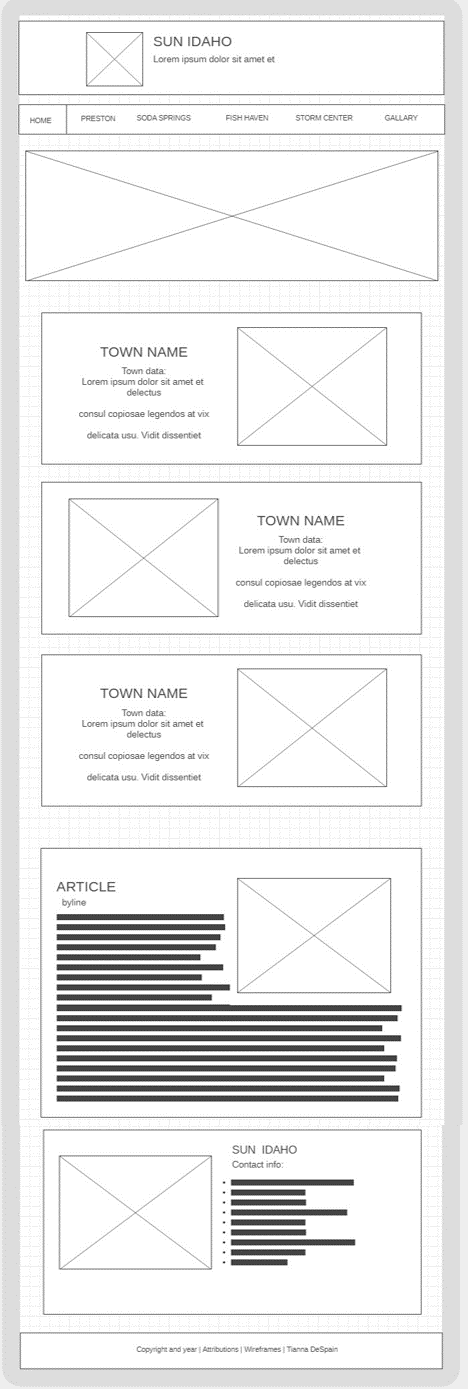 SUN IDAHO
Lorem ipsum dolor sit amet et
HOME PRESTON SODA SPRINGS FISH HAVEN STORM CENTER GALLARY
TOWN NAME
Town data:
Lorem ipsum dolor sit amet et
delectus
consul copiosae legendos at vix
delicata usu. Vidit dissentiet
TOWN NAME
Town data:
Lorem ipsum dolor sit amet et
delectus
consul copiosae legendos at vix
delicata usu. Vidit dissentiet
TOWN NAME
Town data:
Lorem ipsum dolor sit amet et
delectus
consul copiosae legendos at vix
delicata usu. Vidit dissentiet
ARTICLE
byline
SUN IDAHO
Contact info:
Copyright and year | Attributions | Wireframes | Tianna DeSpain